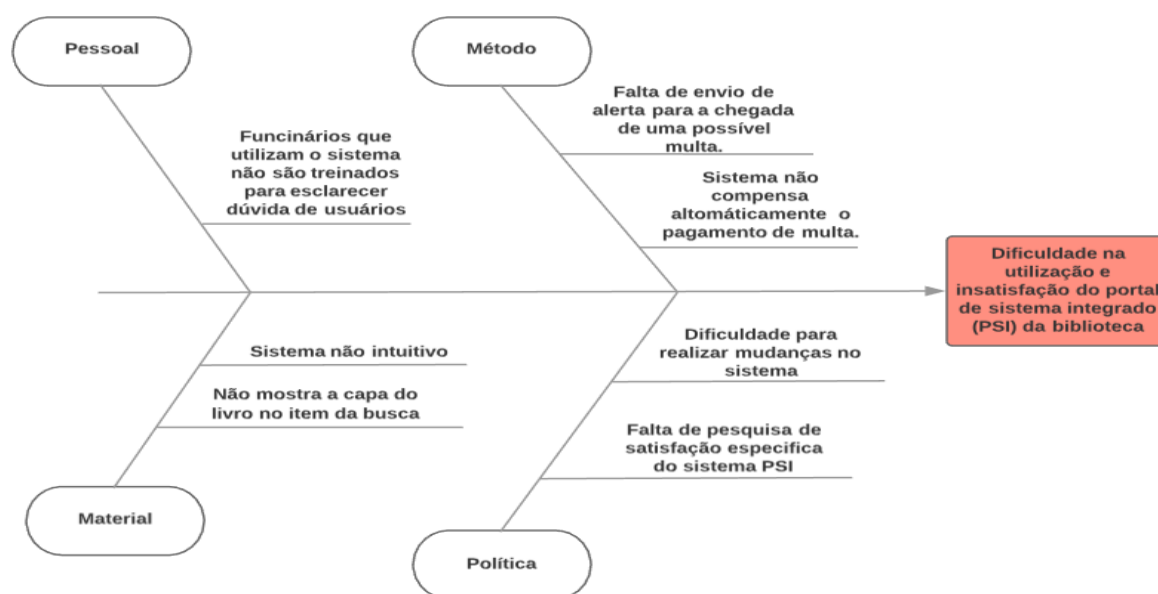 Pessoal
Método
Funcinários que
utilizam o sistema
não são treinados
para esclarecer
dúvida de usuários
Falta de envio de
alerta para a chegada
de uma possível
multa.
Sistema não
compensa
altomáticamente o
pagamento de multa.
Dificuldade na
utilização e
insatisfação do portal
de sistema integrado
(PSI) da biblioteca
Sistema não intuitivo
Não mostra a capa do
livro no item da busca
Dificuldade para
realizar mudanças no
sistema
Falta de pesquisa de
satisfação especifica
do sistema PSI
Material
Política